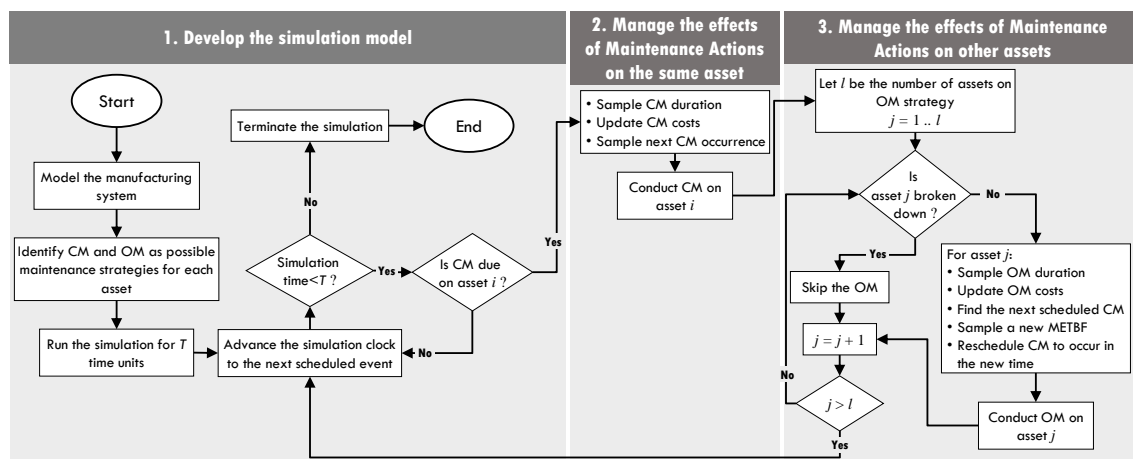 1. Develop the simulation model
Start
Model the manufacturing
system
Identify CM and OM as possible
maintenance strategies for each
asset
Run the simulation for T
time units
Terminate the simulation
End
No
Simulation
time<T ?
Yes
Is CM due
on asset i ?
Yes
No
Advance the simulation clock
to the next scheduled event
2. Manage the effects
of Maintenance Actions
on the same asset
• Sample CM duration
• Update CM costs
• Sample next CM occurrence
Conduct CM on
asset i
3. Manage the effects of Maintenance
Actions on other assets
Let l be the number of assets on
OM strategy
j = 1 .. l
Is
asset j broken
down ?
No
Yes
Skip the OM
j = j + 1
No
j > l
Yes
For asset j:
• Sample OM duration
• Update OM costs
• Find the next scheduled CM
• Sample a new METBF
• Reschedule CM to occur in
the new time
Conduct OM on
asset j